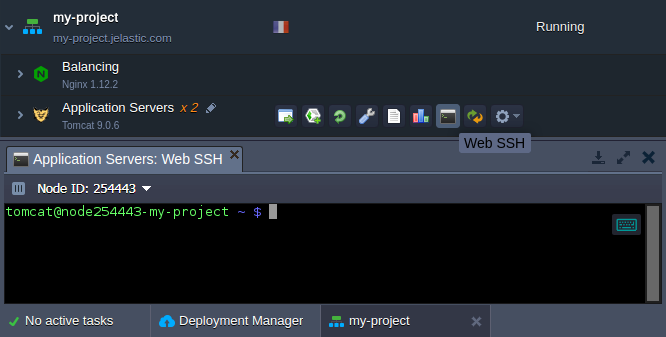 my-project
my-project.jelastic.com
Running
Balancing
Nginx 1.12.2
Application Servers x 2
Tomcat 9.0.6
Web SSH
Application Servers: Web SSH
Node ID: 254443
tomcat@node254443-my-project ~ $
No active tasks
Deployment Manager
my-project